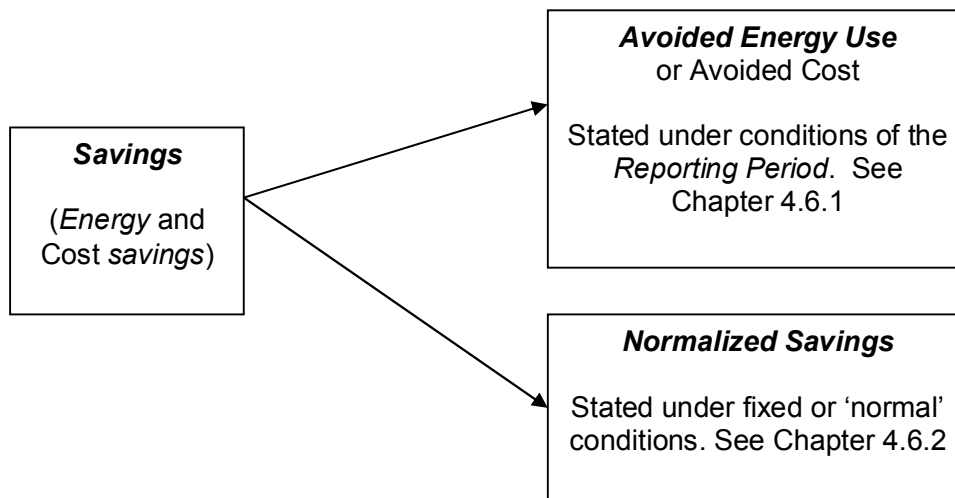 Savings
(Energy and
Cost savings)
Avoided Energy Use
or Avoided Cost
Stated under conditions of the
Reporting Period.  See
Chapter 4.6.1
Normalized Savings
Stated under fixed or ‘normal’
conditions. See Chapter 4.6.2